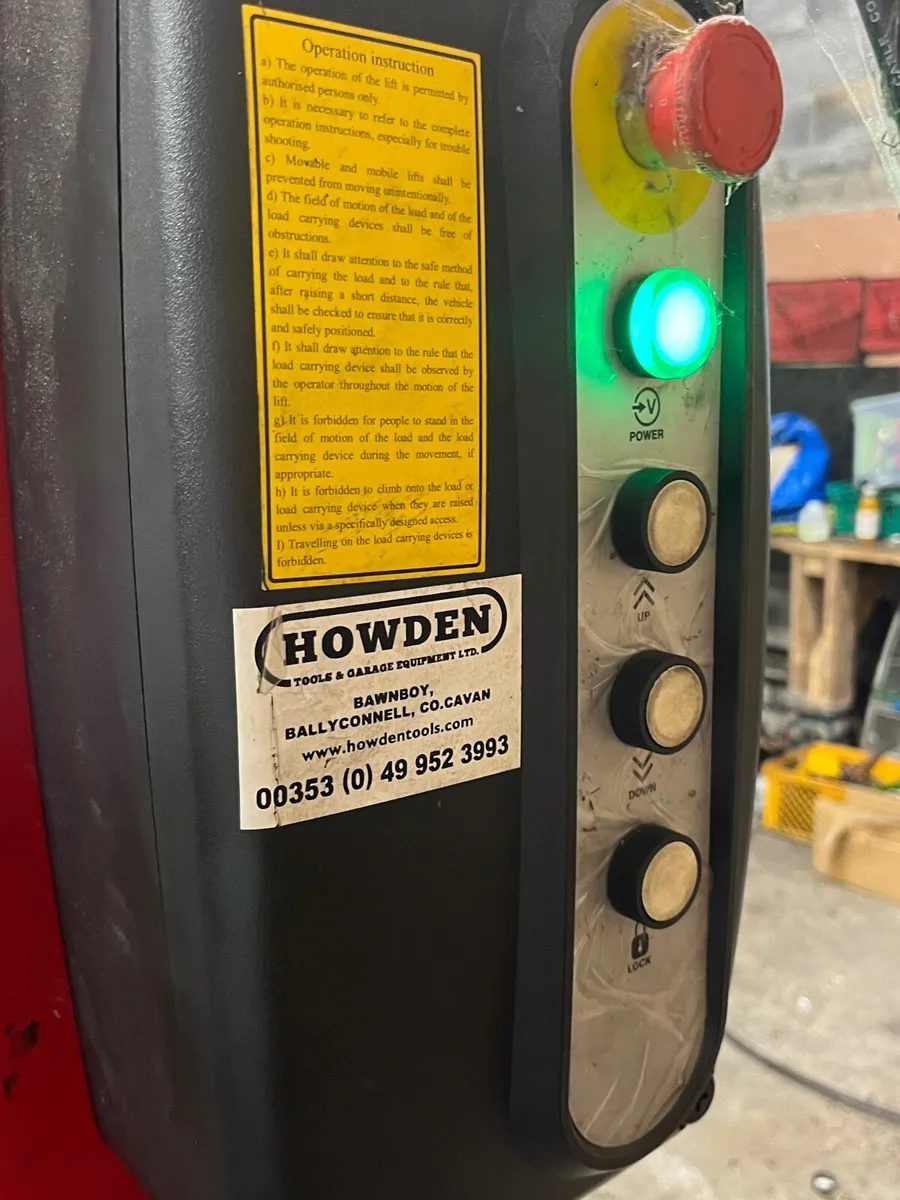 Operation instruction
a) The operation of the lift is permitted by
authorised persons only.
b) It is necessary to refer to the complete
operation instructions, especially for trouble
shooting.
c) Movable and mobile lifts shall be
prevented from moving unintentionally.
d) The field of motion of the load and of the
load carrying devices shall be free of
obstructions.
e) It shall draw attention to the safe method
of carrying the load and to the rule that,
after raising a short distance, the vehicle
shall be checked to ensure that it is correctly
and safely positioned.
f) It shall draw attention to the rule that the
load carrying device shall be observed by
the operator throughout the motion of the
lift.
g) It is forbidden for people to stand in the
field of motion of the load and the load
carrying device during the movement, if
appropriate.
h) It is forbidden to climb onto the load or
load carrying device when they are raised
unless via a specifically designed access.
I) Travelling on the load carrying devices is
forbidden.
HOWDEN
TOOLS & GARAGE EQUIPMENT LTD.
BAWNBOY,
BALLYCONNELL, CO.CAVAN
www.howdentools.com
00353 (0) 49 952 3993
V
POWER
UP
DOWN
LOCK